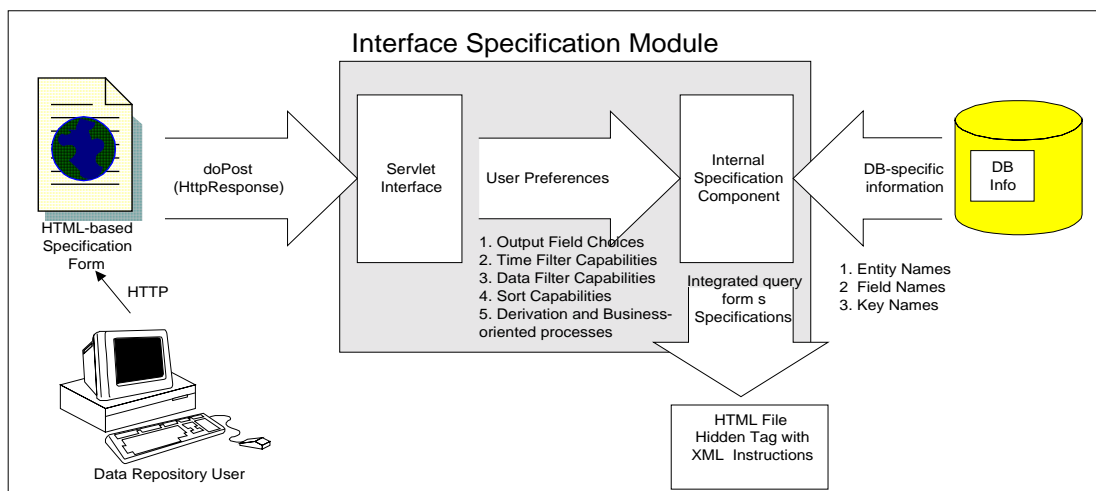 Interface Specification Module
doPost
(HttpResponse)
Servlet
Interface
User Preferences
Internal
Specification
Component
DB-specific
information
DB
Info
HTML-based
Specification
Form
HTTP
1. Output Field Choices
2. Time Filter Capabilities
3. Data Filter Capabilities
4. Sort Capabilities
5. Derivation and Business-
oriented processes
Integrated query
form s
Specifications
1. Entity Names
2 Field Names
3. Key Names
HTML File
Hidden Tag with
XML Instructions
Data Repository User